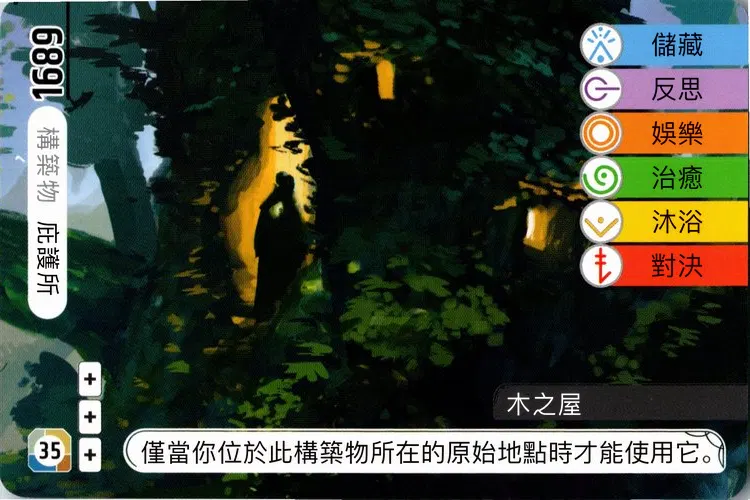 1689
構築物 庇護所
儲藏
反思
娛樂
治癒
沐浴
對決
木之屋
+
+
+
35
僅當你位於此構築物所在的原始地點時才能使用它。